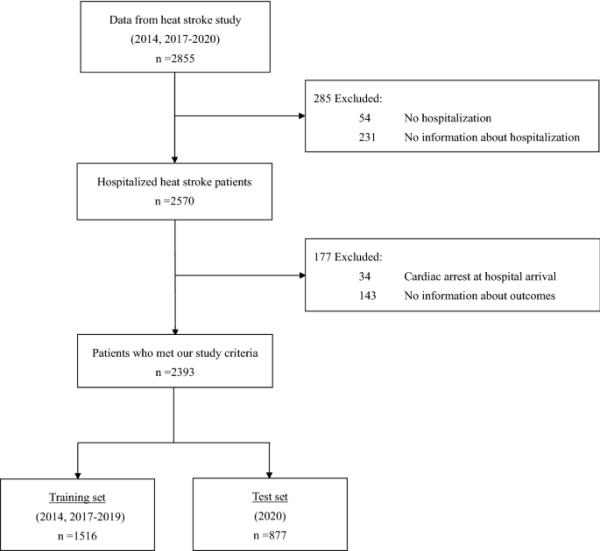 Data from heat stroke study
(2014, 2017-2020)
n =2855
285 Excluded:
54 No hospitalization
231 No information about hospitalization
Hospitalized heat stroke patients
n =2570
177 Excluded:
34 Cardiac arrest at hospital arrival
143 No information about outcomes
Patients who met our study criteria
n =2393
Training set
(2014, 2017-2019)
n =1516
Test set
(2020)
n =877